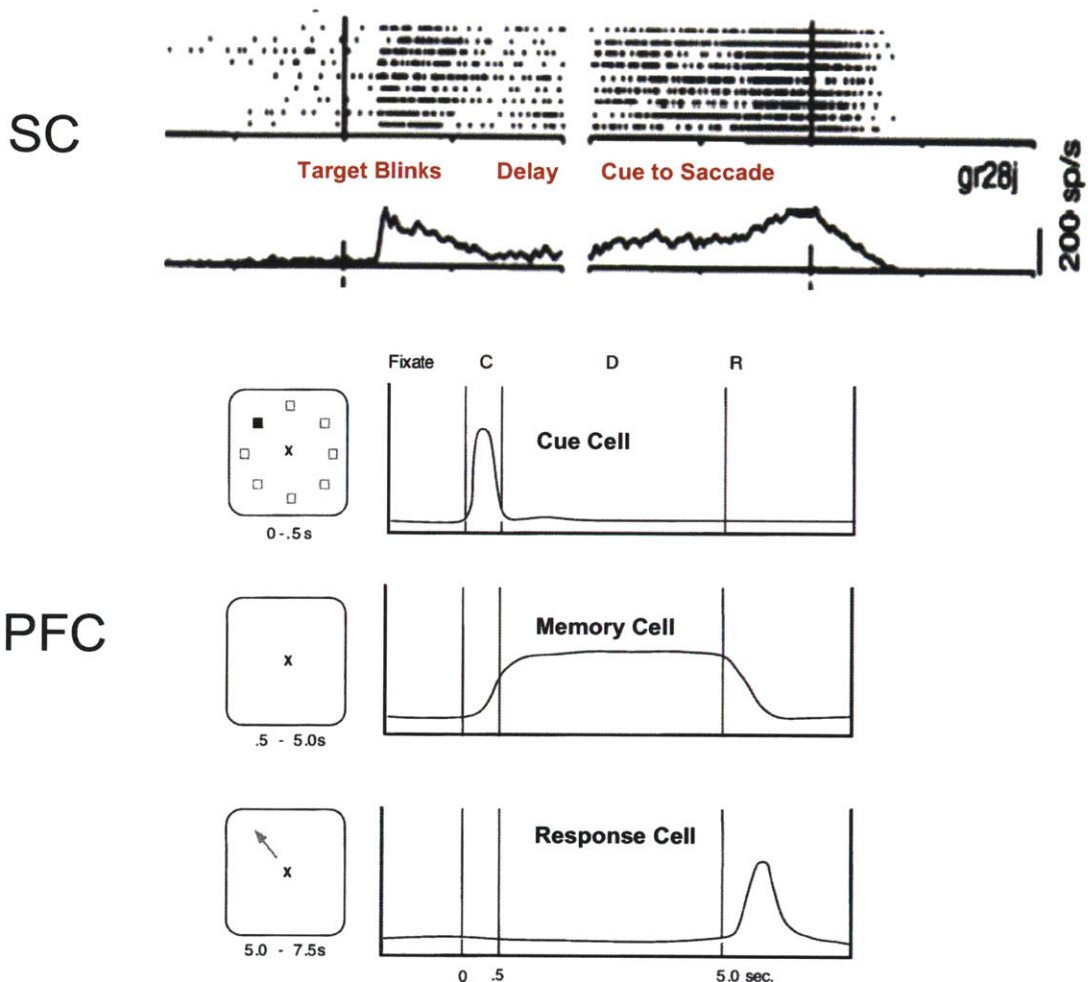 SC
Target Blinks Delay Cue to Saccade
gr28j
200 sp/s
Fixate C D R
Cue Cell
x
0-.5s
PFC
Memory Cell
x
.5 - 5.0s
Response Cell
x
5.0 - 7.5s
0 .5 5.0 sec.